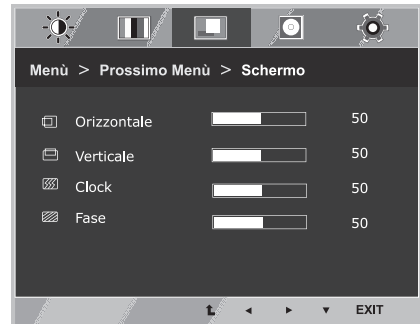 Menù > Prossimo Menù > Schermo
Orizzontale 50
Verticale 50
Clock 50
Fase 50
EXIT